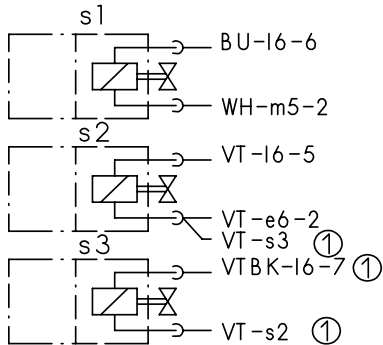 s1
BU-16-6
WH-m5-2
s2
VT-16-5
VT-e6-2
VT-s3 ①
s3
VTBK-16-7 ①
VT-s2 ①